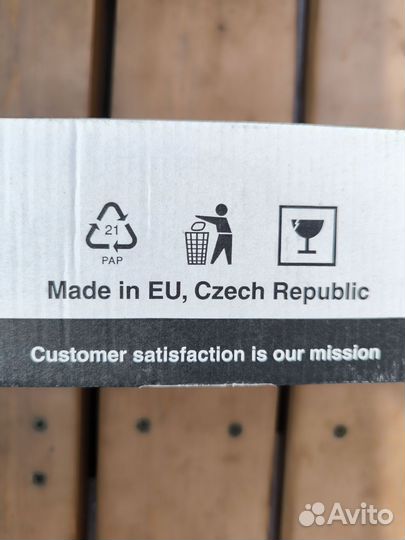 21
PAP
Made in EU, Czech Republic
Customer satisfaction is our mission
Avito